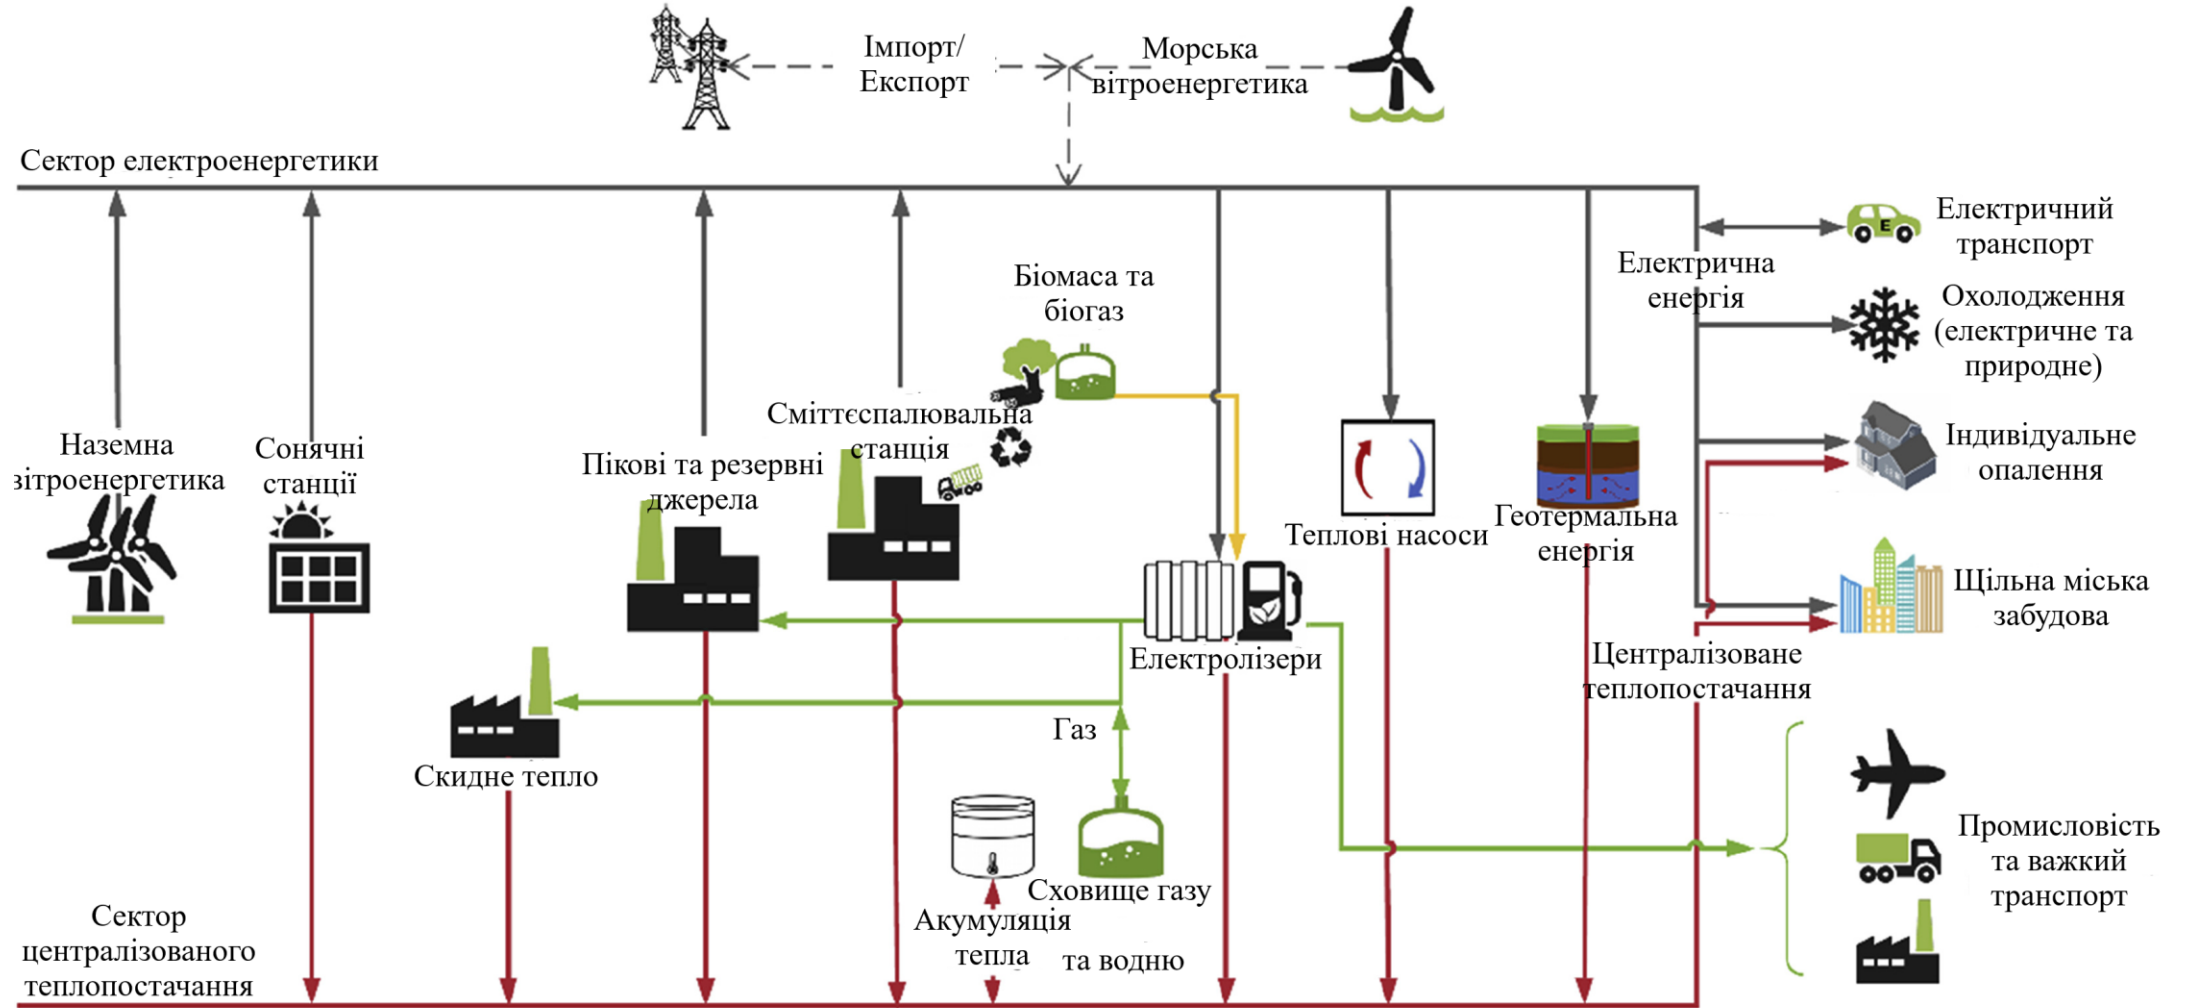 Імпорт/
Експорт
Морська
вітроенергетика
Сектор електроенергетики
Електричний
транспорт
Електрична
енергія
Біомаса та
біогаз
Охолодження
(електричне та
природне)
Сміттєспалювальна
станція
Наземна
вітроенергетика
Сонячні
станції
Пікові та резервні
джерела
Індивідуальне
опалення
E
Теплові насоси
Геотермальна
енергія
Щільна міська
забудова
Електролізери
Централізоване
теплопостачання
Газ
Скидне тепло
Сховище газу
та водню
Акумуляція
тепла
Промисловість
та важкий
транспорт
Сектор
централізованого
теплопостачання